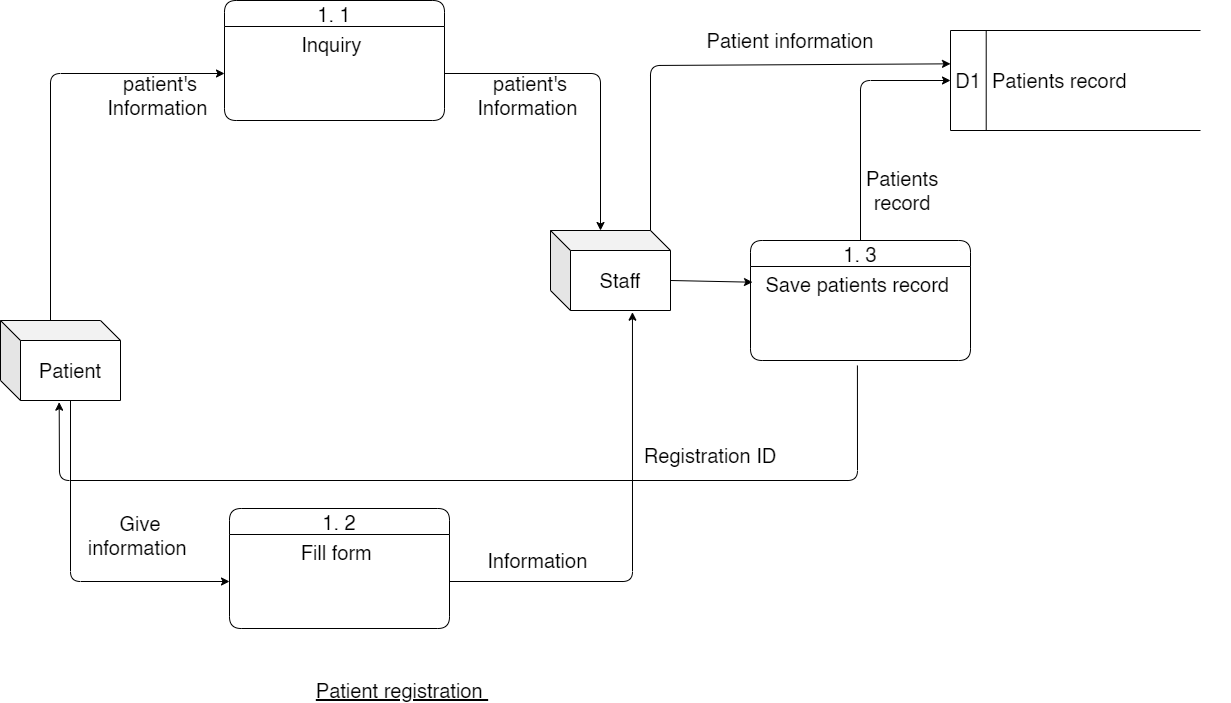 1. 1
Inquiry
patient's
Information
patient's
Information
Patient information
D1
Patients record
Patients
record
1. 3
Save patients record
Staff
Patient
Registration ID
Give
information
1. 2
Fill form
Information
Patient registration